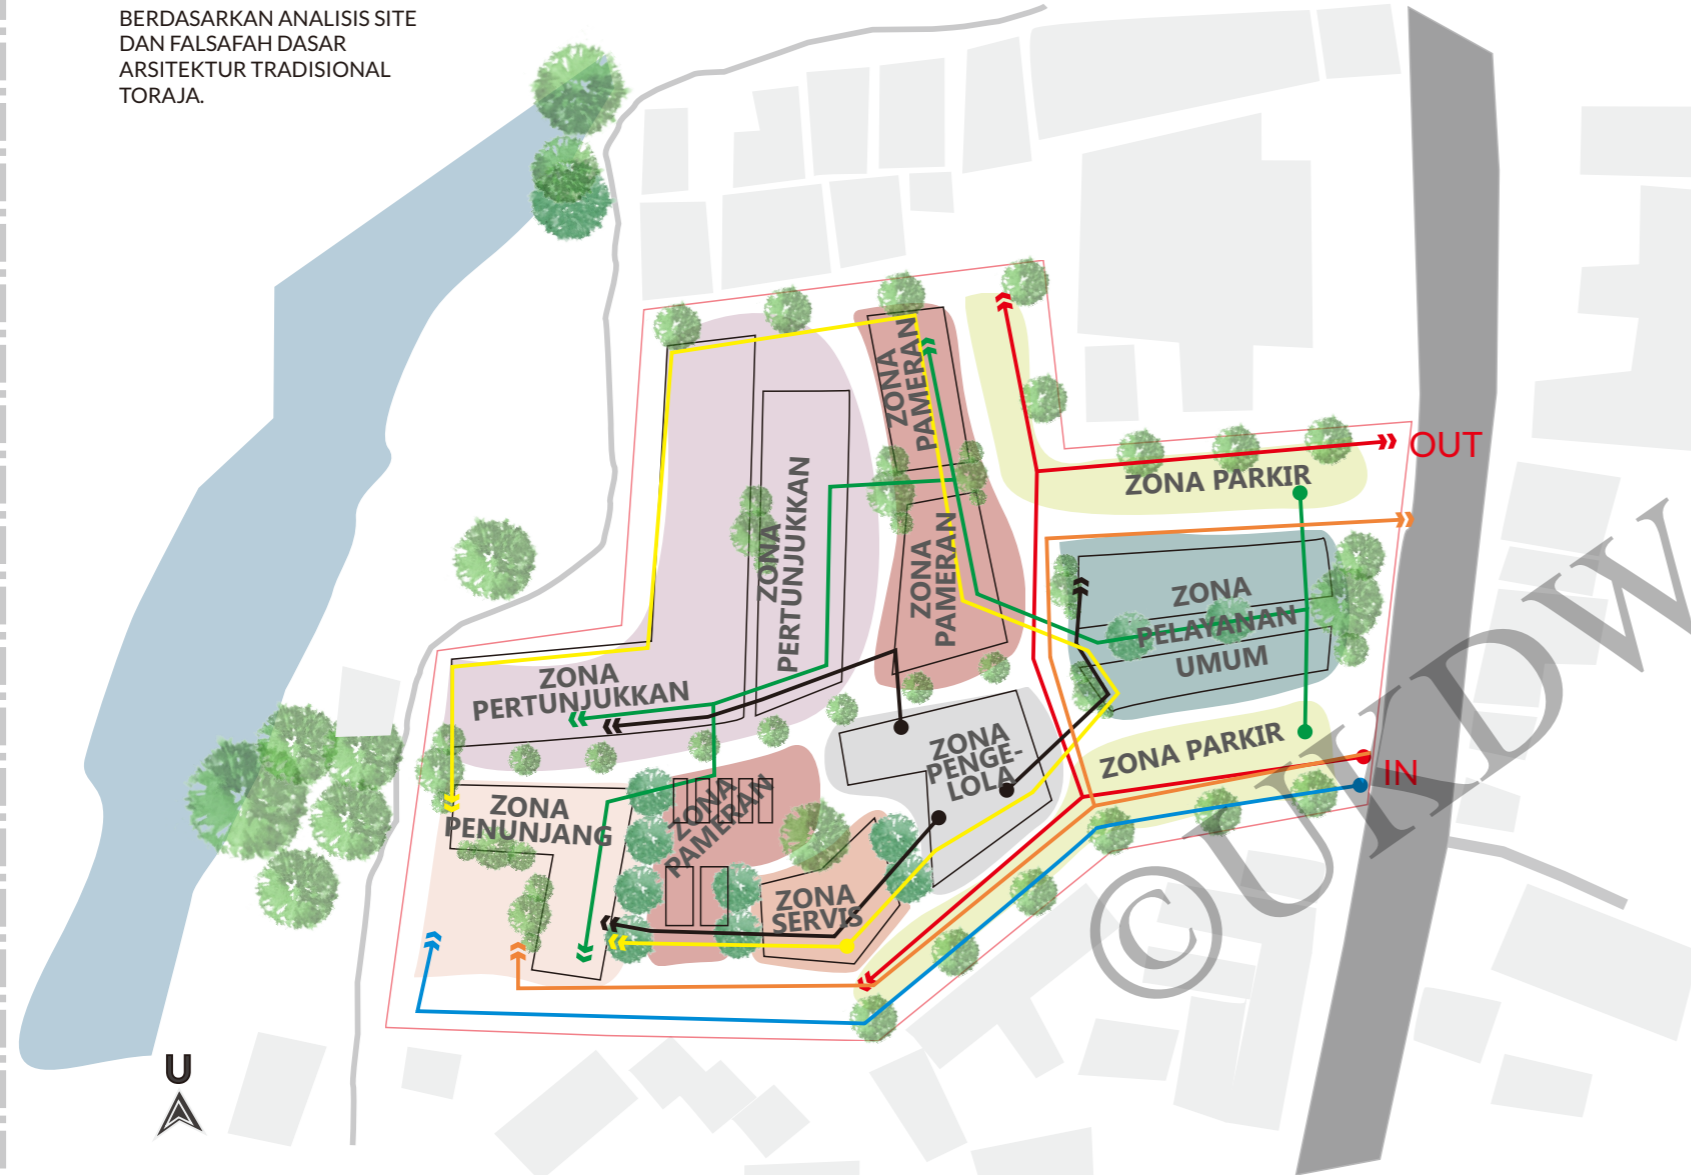 BERDASARKAN ANALISIS SITE
DAN FALSAFAH DASAR
ARSITEKTUR TRADISIONAL
TORAJA.
ZONA
PAMERAN
OUT
ZONA PARKIR
ZONA
PERTUNJUKKAN
ZONA
PAMERAN
ZONA
PELAYANAN
UMUM
ZONA
PERTUNJUKKAN
ZONA PARKIR
IN
ZONA
PENGE-
LOLA
ZONA
PENUNJANG
ZONA
PAMERAN
ZONA
SERVIS
©UKDW
U